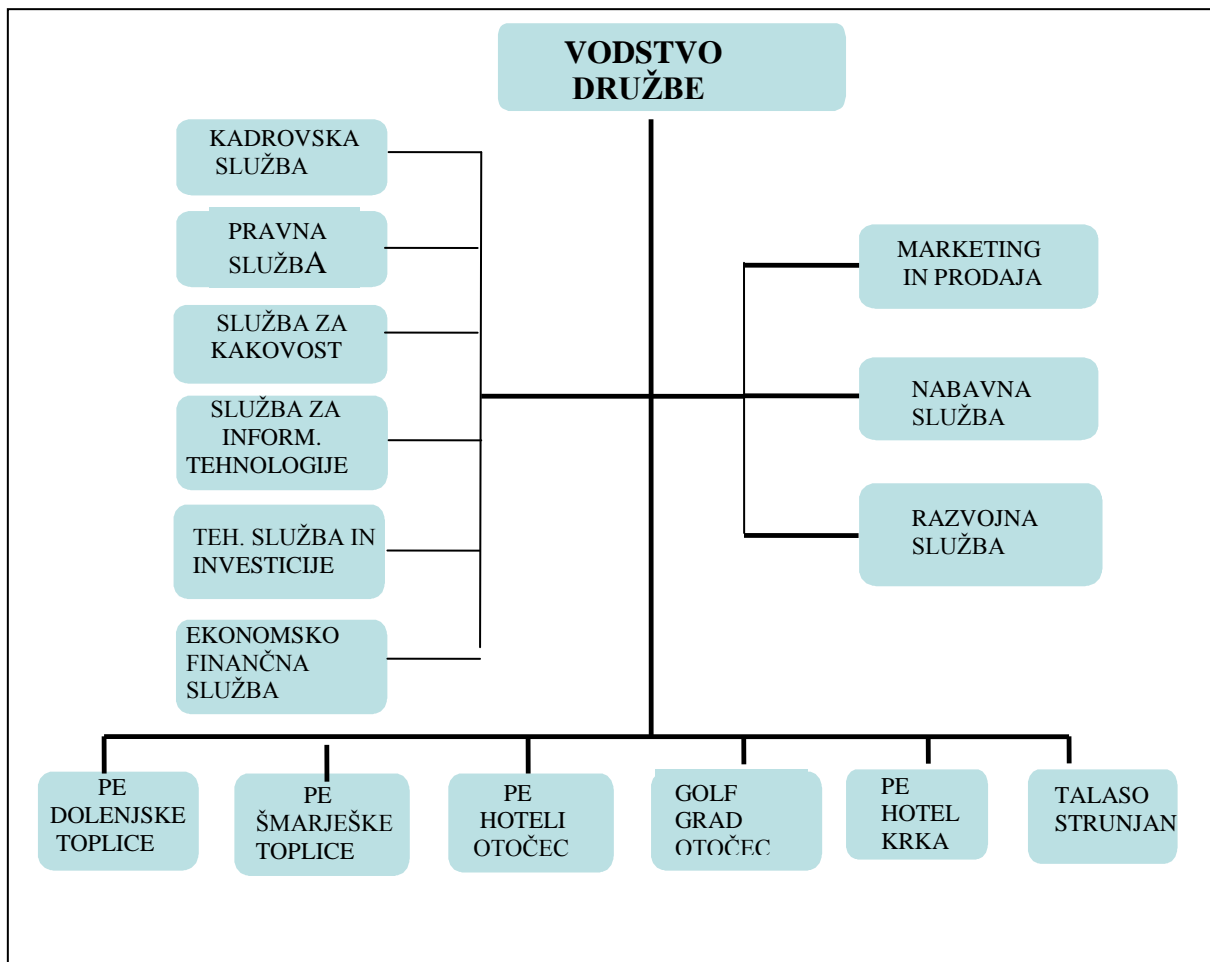 VODSTVO
DRUŽBE
KADROVSKA
SLUŽBA
PRAVNA
SLUŽBA
SLUŽBA ZA
KAKOVOST
SLUŽBA ZA
INFORM.
TEHNOLOGIJE
TEH. SLUŽBA IN
INVESTICIJE
EKONOMSKO
FINANČNA
SLUŽBA
MARKETING
IN PRODAJA
NABAVNA
SLUŽBA
RAZVOJNA
SLUŽBA
PE
DOLENJSKE
TOPLICE
PE
ŠMARJEŠKE
TOPLICE
PE
HOTELI
OTOČEC
GOLF
GRAD
OTOČEC
PE
HOTEL
KRKA
TALASO
STRUNJAN